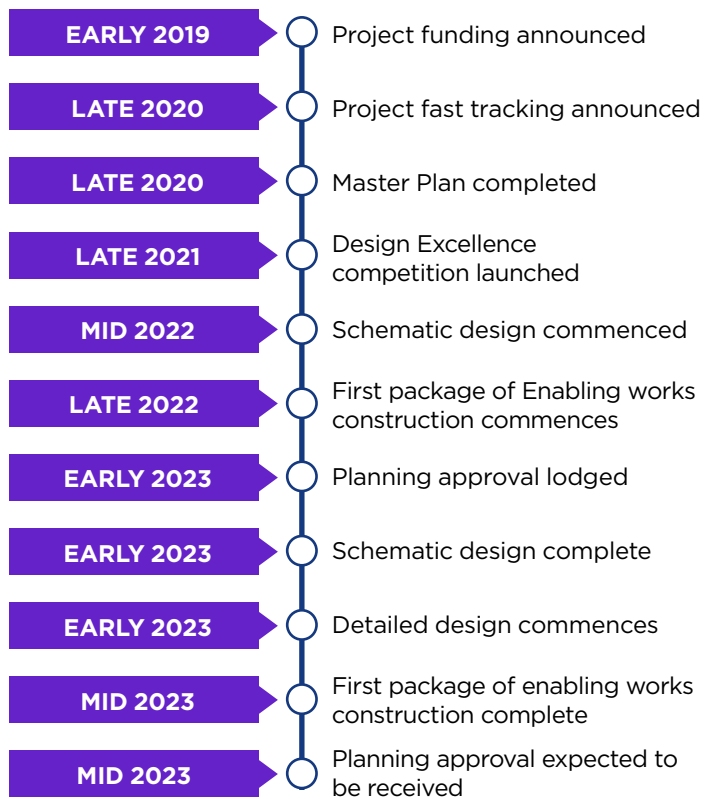 EARLY 2019
Project funding announced
LATE 2020
Project fast tracking announced
LATE 2020
Master Plan completed
LATE 2021
Design Excellence
competition launched
MID 2022
Schematic design commenced
LATE 2022
First package of Enabling works
construction commences
EARLY 2023
Planning approval lodged
EARLY 2023
Schematic design complete
EARLY 2023
Detailed design commences
MID 2023
First package of enabling works
construction complete
MID 2023
Planning approval expected to
be received